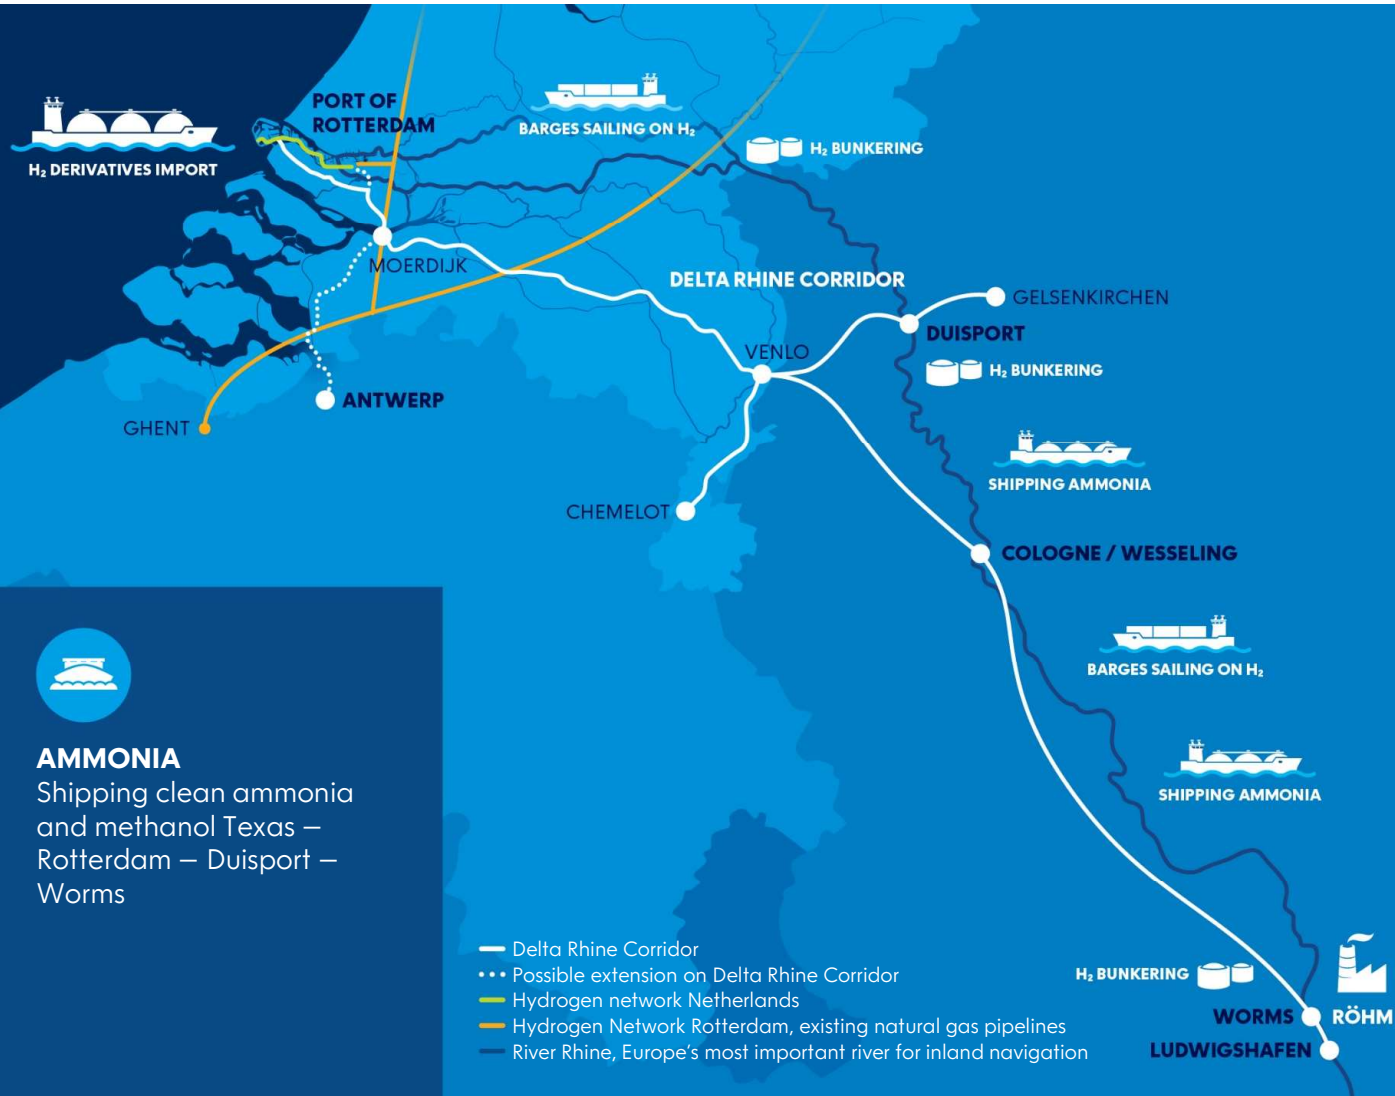 PORT OF
ROTTERDAM
H₂ DERIVATIVES IMPORT
BARGES SAILING ON H₂
H₂ BUNKERING
MOERDIJK
DELTA RHINE CORRIDOR
GELSENKIRCHEN
DUISPORT
VENLO
H₂ BUNKERING
ANTWERP
GHENT
SHIPPING AMMONIA
CHEMELOT
COLOGNE / WESSELING
BARGES SAILING ON H₂
AMMONIA
Shipping clean ammonia
and methanol Texas –
Rotterdam – Duisport –
Worms
SHIPPING AMMONIA
Delta Rhine Corridor
Possible extension on Delta Rhine Corridor
Hydrogen network Netherlands
Hydrogen Network Rotterdam, existing natural gas pipelines
River Rhine, Europe's most important river for inland navigation
H₂ BUNKERING
WORMS
RÖHM
LUDWIGSHAFEN